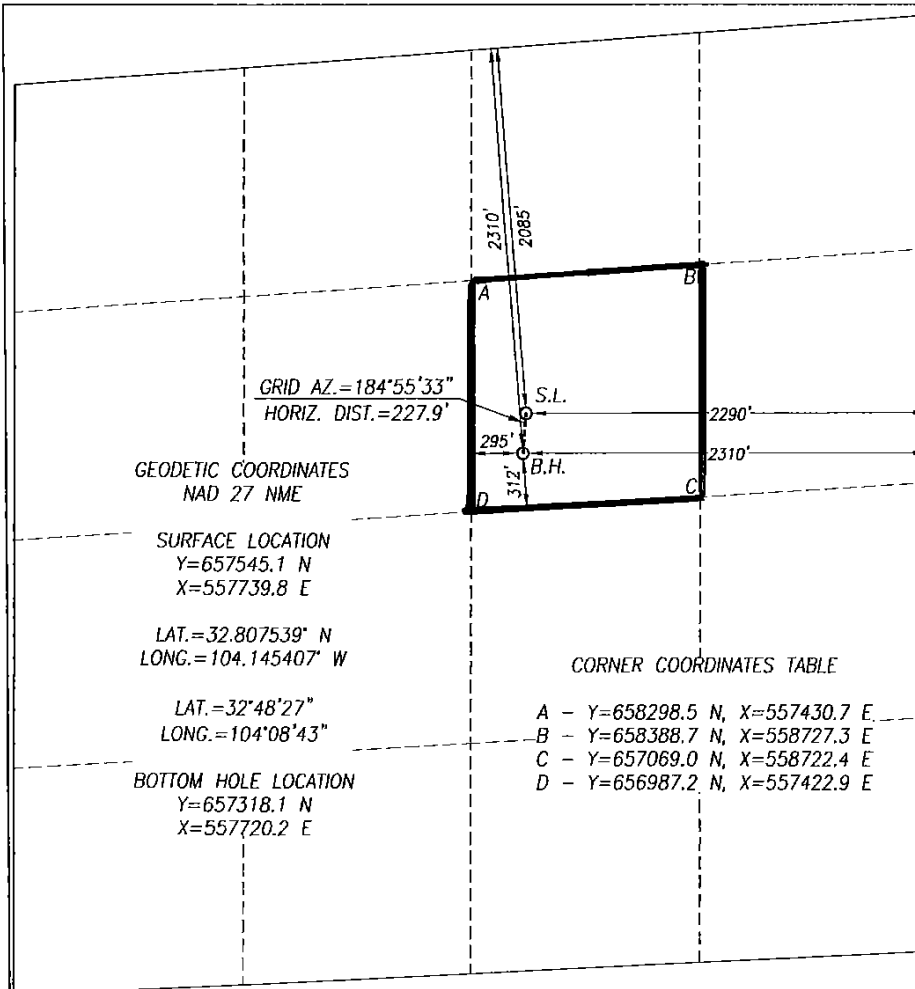 2310'
2085'
A
B
GRID AZ.=184°55'33"
HORIZ. DIST.=227.9'
S.L.
2290'
295'
B.H.
2310'
312'
D
C
GEODETIC COORDINATES
NAD 27 NME
SURFACE LOCATION
Y=657545.1 N
X=557739.8 E
LAT.=32.807539° N
LONG.=104.145407° W
LAT.=32°48'27"
LONG.=104°08'43"
BOTTOM HOLE LOCATION
Y=657318.1 N
X=557720.2 E
CORNER COORDINATES TABLE
A - Y=658298.5 N, X=557430.7 E
B - Y=658388.7 N, X=558727.3 E
C - Y=657069.0 N, X=558722.4 E
D - Y=656987.2 N, X=557422.9 E